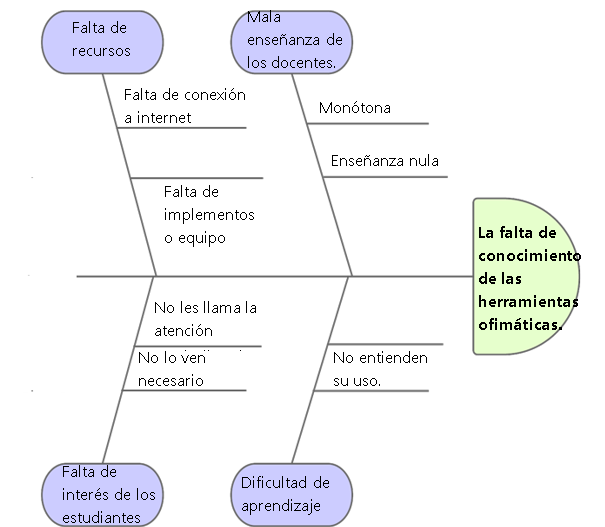 Falta de
recursos
Mala
enseñanza de
los docentes.
Falta de conexión
a internet
Monótona
Enseñanza nula
Falta de
implementos
o equipo
La falta de
conocimiento
de las
herramientas
ofimáticas.
No les llama la
atención
No lo ven
necesario
No entienden
su uso.
Falta de
interés de los
estudiantes
Dificultad de
aprendizaje